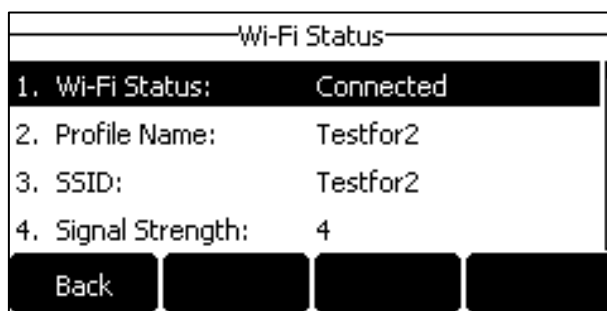 Wi-Fi Status
1. Wi-Fi Status: Connected
2. Profile Name: Testfor2
3. SSID: Testfor2
4. Signal Strength: 4
Back